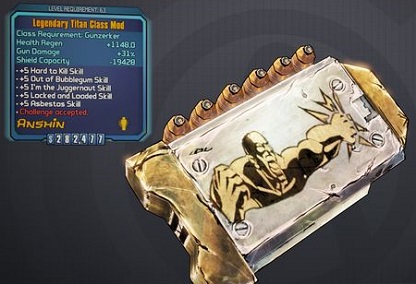 LEVEL REQUIREMENT: 63
Legendary Titan Class Mod
Class Requirement: Gunzerker
Health Regen +1148.0
Gun Damage +31%
Shield Capacity -19428
• +5 Hard to Kill Skill
• +5 Out of Bubblegum Skill
• +5 I'm the Juggernaut Skill
• +5 Locked and Loaded Skill
• +5 Asbestos Skill
• Challenge accepted.
ANSHIN
$282477